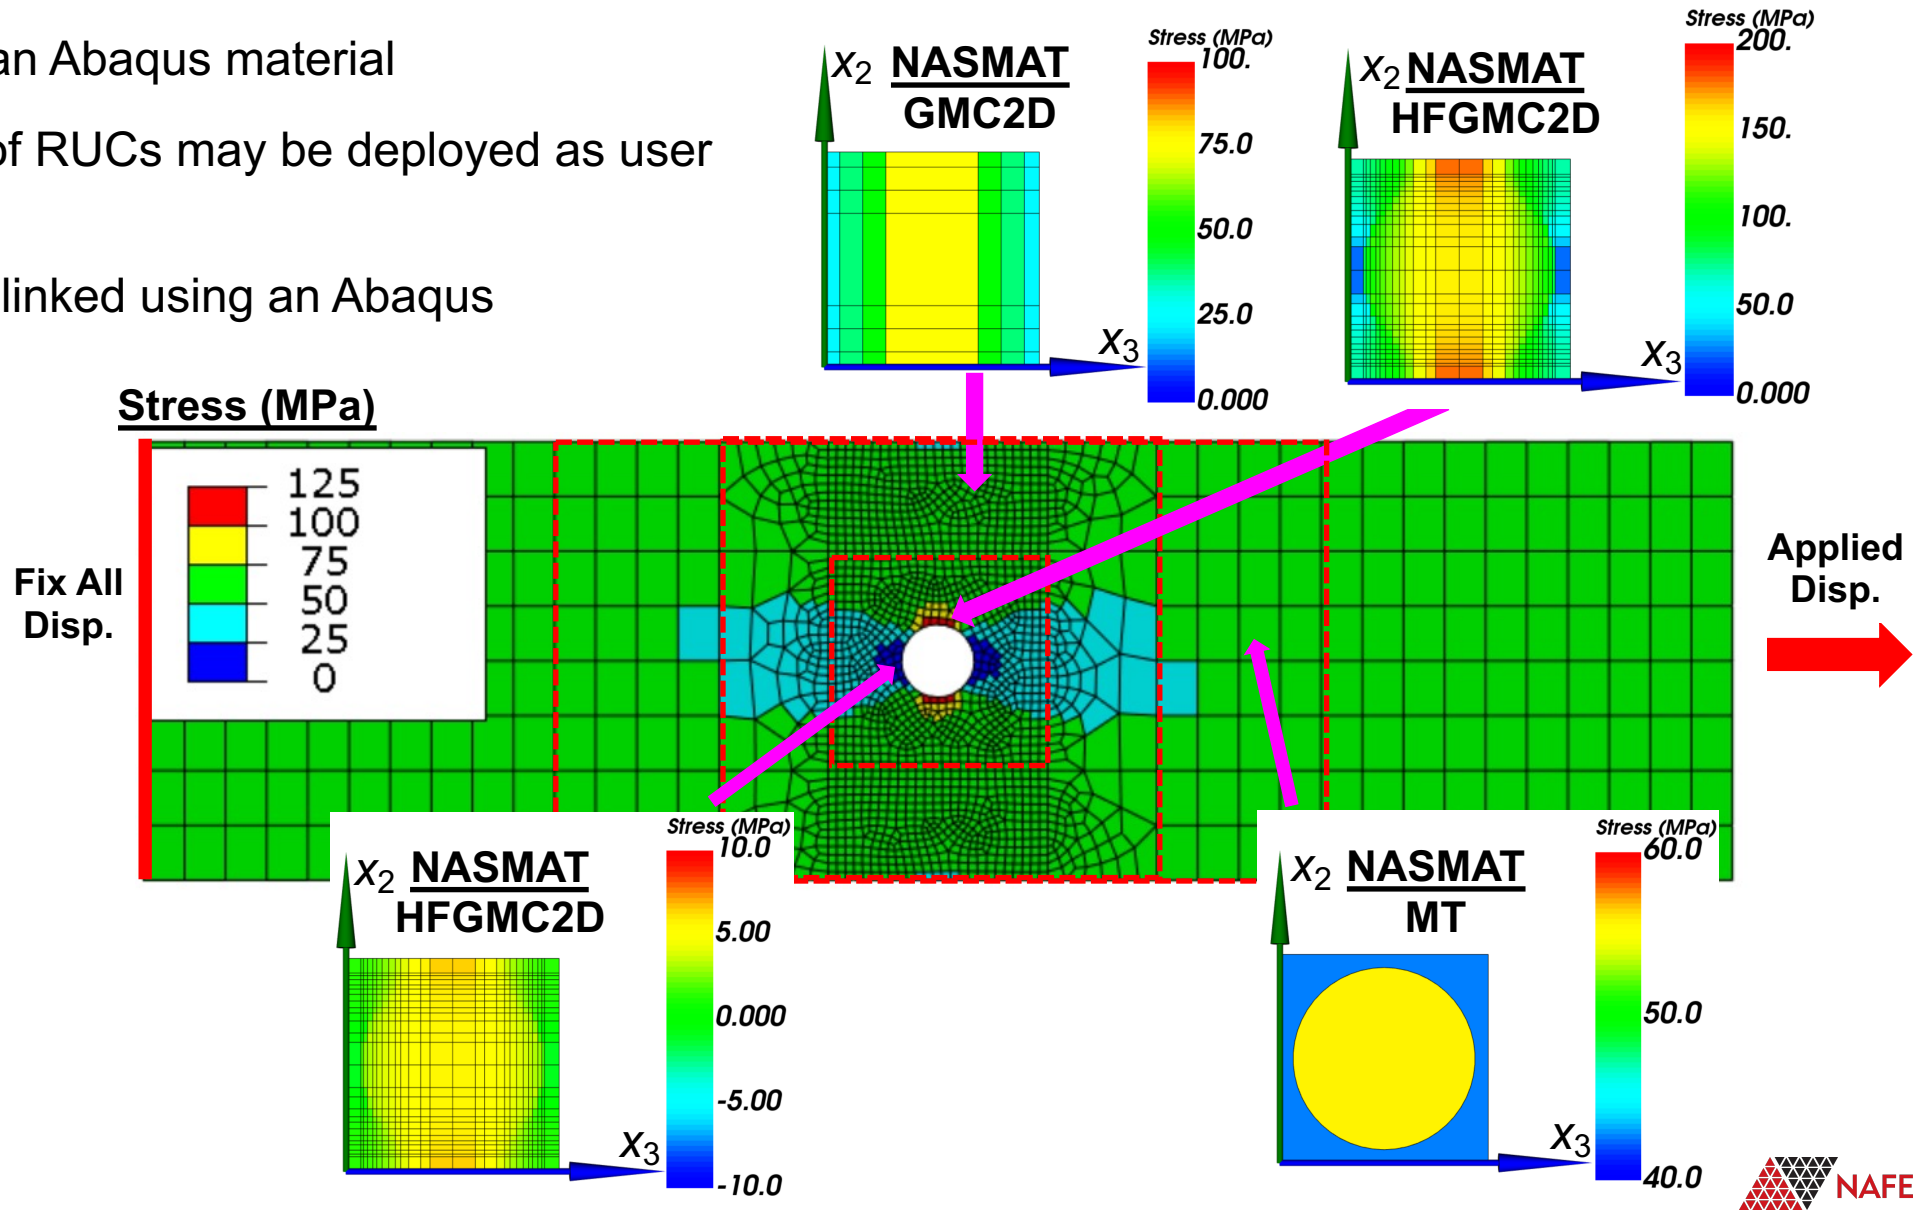 an Abaqus material
of RUCs may be deployed as user
linked using an Abaqus
Stress (MPa)
125
100
75
50
25
0
Fix All
Disp.
Applied
Disp.
x2 NASMAT
GMC2D
x3
Stress (MPa)
100.
75.0
50.0
25.0
0.000
x2 NASMAT
HFGMC2D
x3
Stress (MPa)
200.
150.
100.
50.0
0.000
x2 NASMAT
HFGMC2D
x3
Stress (MPa)
10.0
5.00
0.000
-5.00
-10.0
x2 NASMAT
MT
x3
Stress (MPa)
60.0
50.0
40.0
NAFE